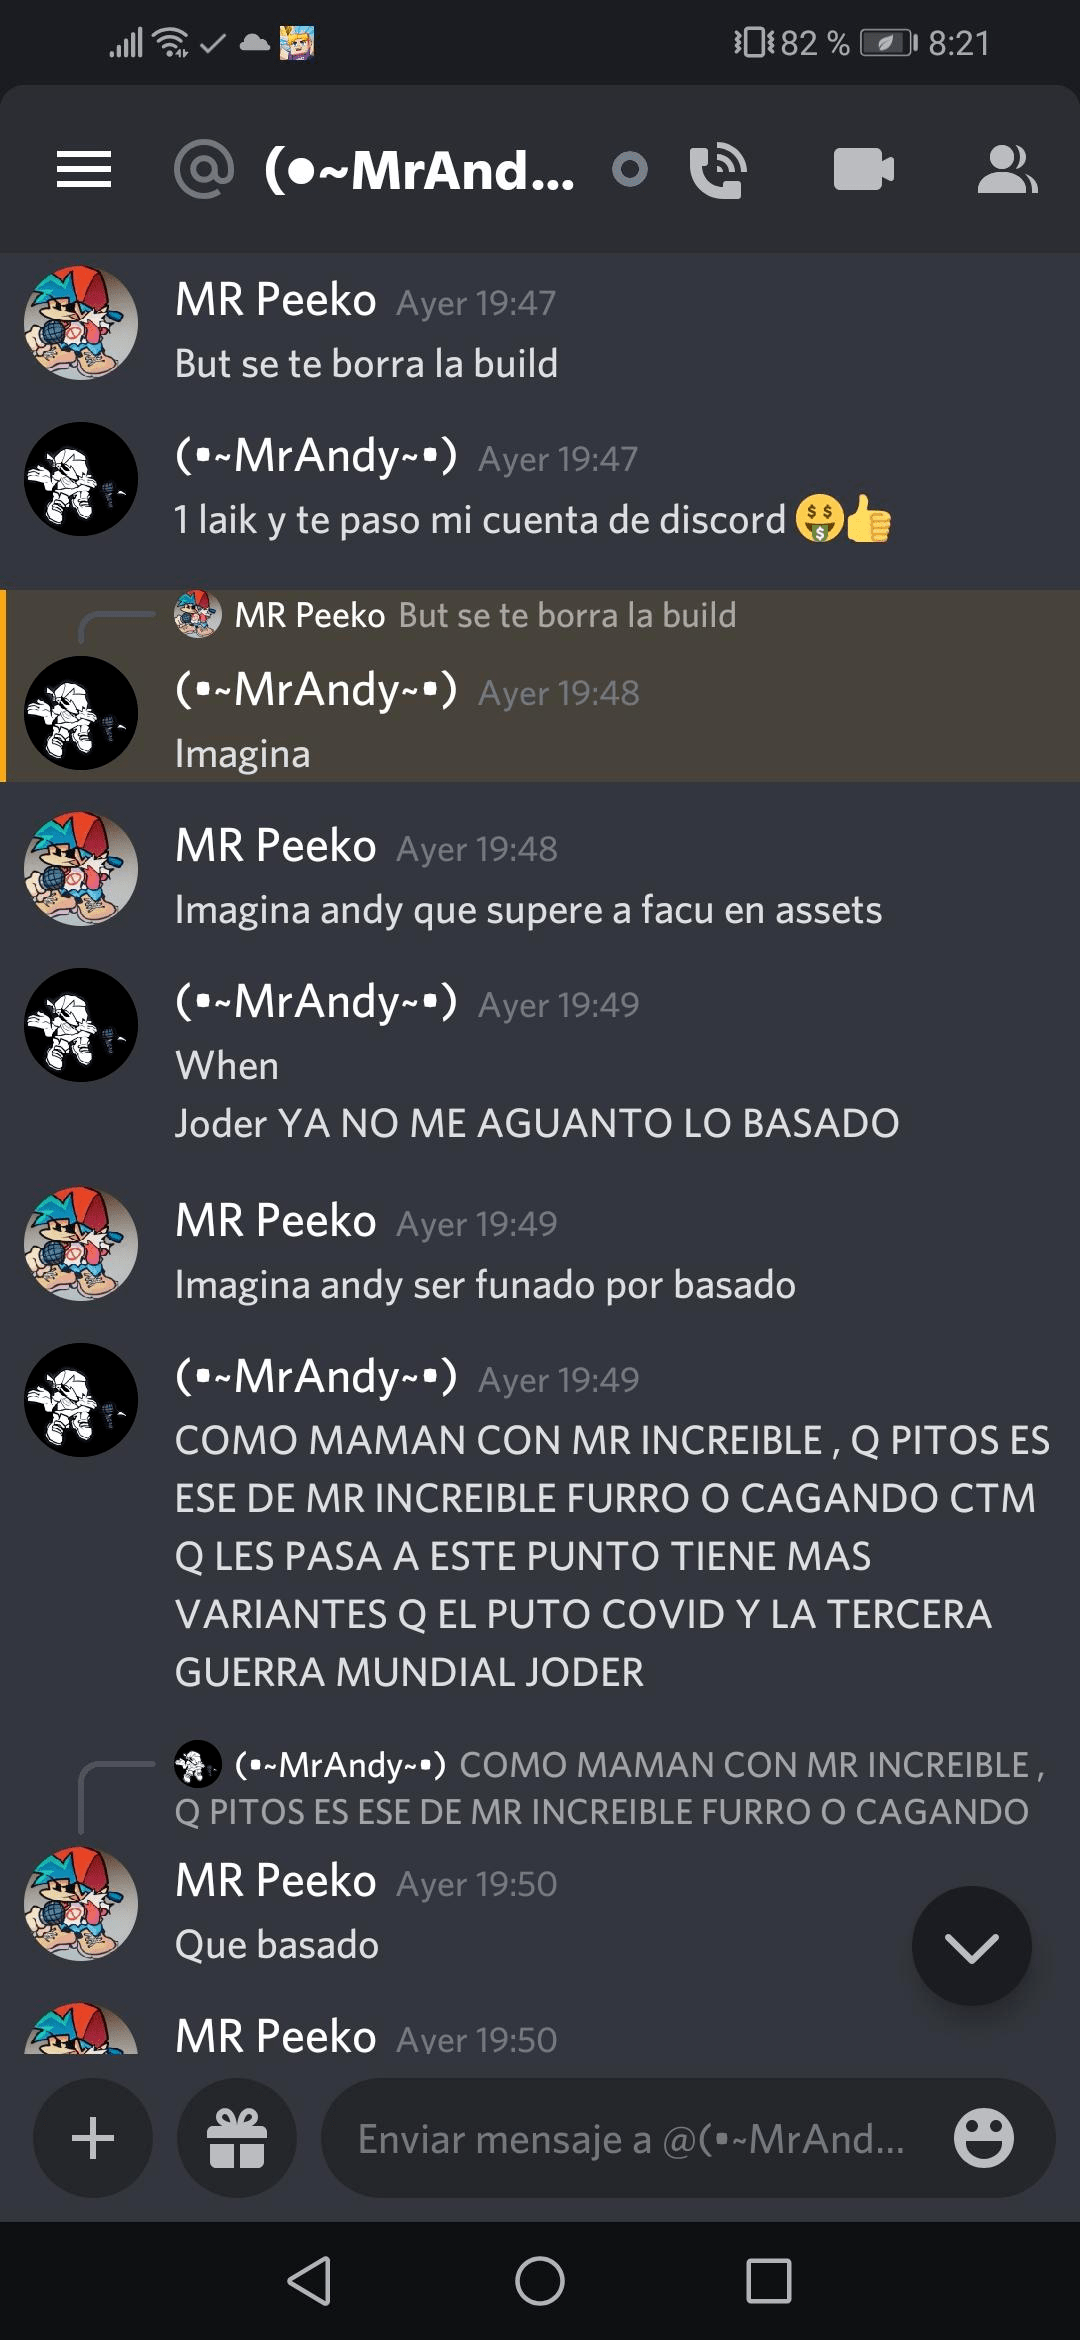 82 % 8:21
@ (●~MrAnd...
MR Peeko Ayer 19:47
But se te borra la build
(▪~MrAndy~▪) Ayer 19:47
1 laik y te paso mi cuenta de discord 🤑👍
MR Peeko But se te borra la build
(▪~MrAndy~▪) Ayer 19:48
Imagina
MR Peeko Ayer 19:48
Imagina andy que supere a facu en assets
(▪~MrAndy~▪) Ayer 19:49
When
Joder YA NO ME AGUANTO LO BASADO
MR Peeko Ayer 19:49
Imagina andy ser funado por basado
(▪~MrAndy~▪) Ayer 19:49
COMO MAMAN CON MR INCREIBLE , Q PITOS ES
ESE DE MR INCREIBLE FURRO O CAGANDO CTM
Q LES PASA A ESTE PUNTO TIENE MAS
VARIANTES Q EL PUTO COVID Y LA TERCERA
GUERRA MUNDIAL JODER
(▪~MrAndy~▪) COMO MAMAN CON MR INCREIBLE ,
Q PITOS ES ESE DE MR INCREIBLE FURRO O CAGANDO
MR Peeko Ayer 19:50
Que basado
MR Peeko Ayer 19:50
Enviar mensaje a @(▪~MrAnd...